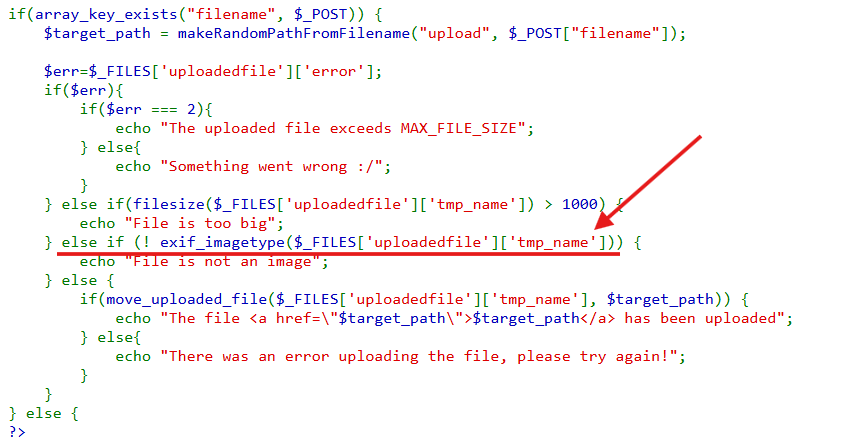 if(array_key_exists("filename", $_POST)) {
    $target_path = makeRandomPathFromFilename("upload", $_POST["filename"]);

    $err=$_FILES['uploadedfile']['error'];
    if($err){
        if($err === 2){
            echo "The uploaded file exceeds MAX_FILE_SIZE";
        } else{
            echo "Something went wrong :/";
        }
    } else if(filesize($_FILES['uploadedfile']['tmp_name']) > 1000) {
        echo "File is too big";
    } else if (! exif_imagetype($_FILES['uploadedfile']['tmp_name'])) {
        echo "File is not an image";
    } else {
        if(move_uploaded_file($_FILES['uploadedfile']['tmp_name'], $target_path)) {
            echo "The file <a href=\"$target_path\">$target_path</a> has been uploaded";
        } else{
            echo "There was an error uploading the file, please try again!";
        }
    }
} else {
?>